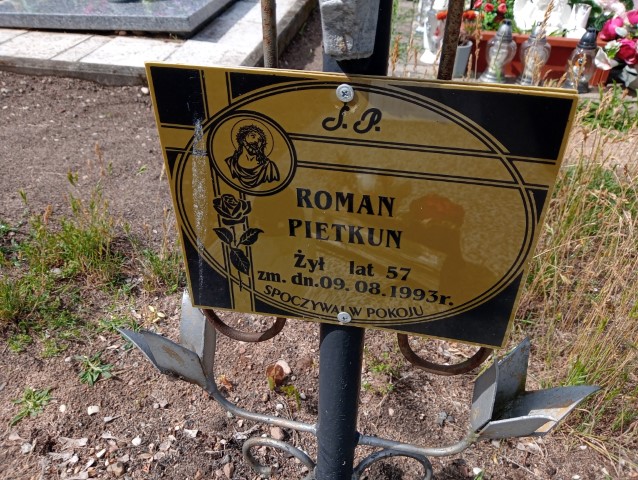 Ś.P.
ROMAN
PIETKUN
Żył lat 57
zm. dn.09.08.1993r.
SPOCZYWAJ W POKOJU